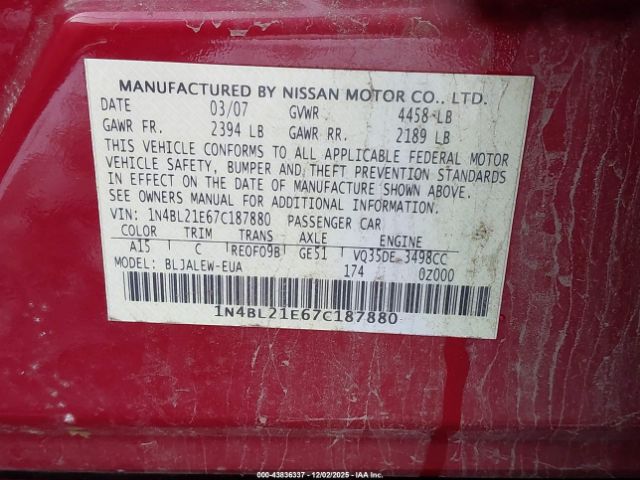 MANUFACTURED BY NISSAN MOTOR CO., LTD.
DATE 03/07 GVWR 4458 LB
GAWR FR. 2394 LB GAWR RR. 2189 LB
THIS VEHICLE CONFORMS TO ALL APPLICABLE FEDERAL MOTOR
VEHICLE SAFETY, BUMPER AND THEFT PREVENTION STANDARDS
IN EFFECT ON THE DATE OF MANUFACTURE SHOWN ABOVE.
SEE OWNERS MANUAL FOR ADDITIONAL INFORMATION.
VIN: 1N4BL21E67C187880 PASSENGER CAR
COLOR TRIM TRANS AXLE ENGINE
A15 C RE0F09B GE51 VQ35DE 3498CC
MODEL: BLJALEW-EUA 174 0Z000
1N4BL21E67C187880
000-43836337 - 12/02/2025 - IAA Inc.